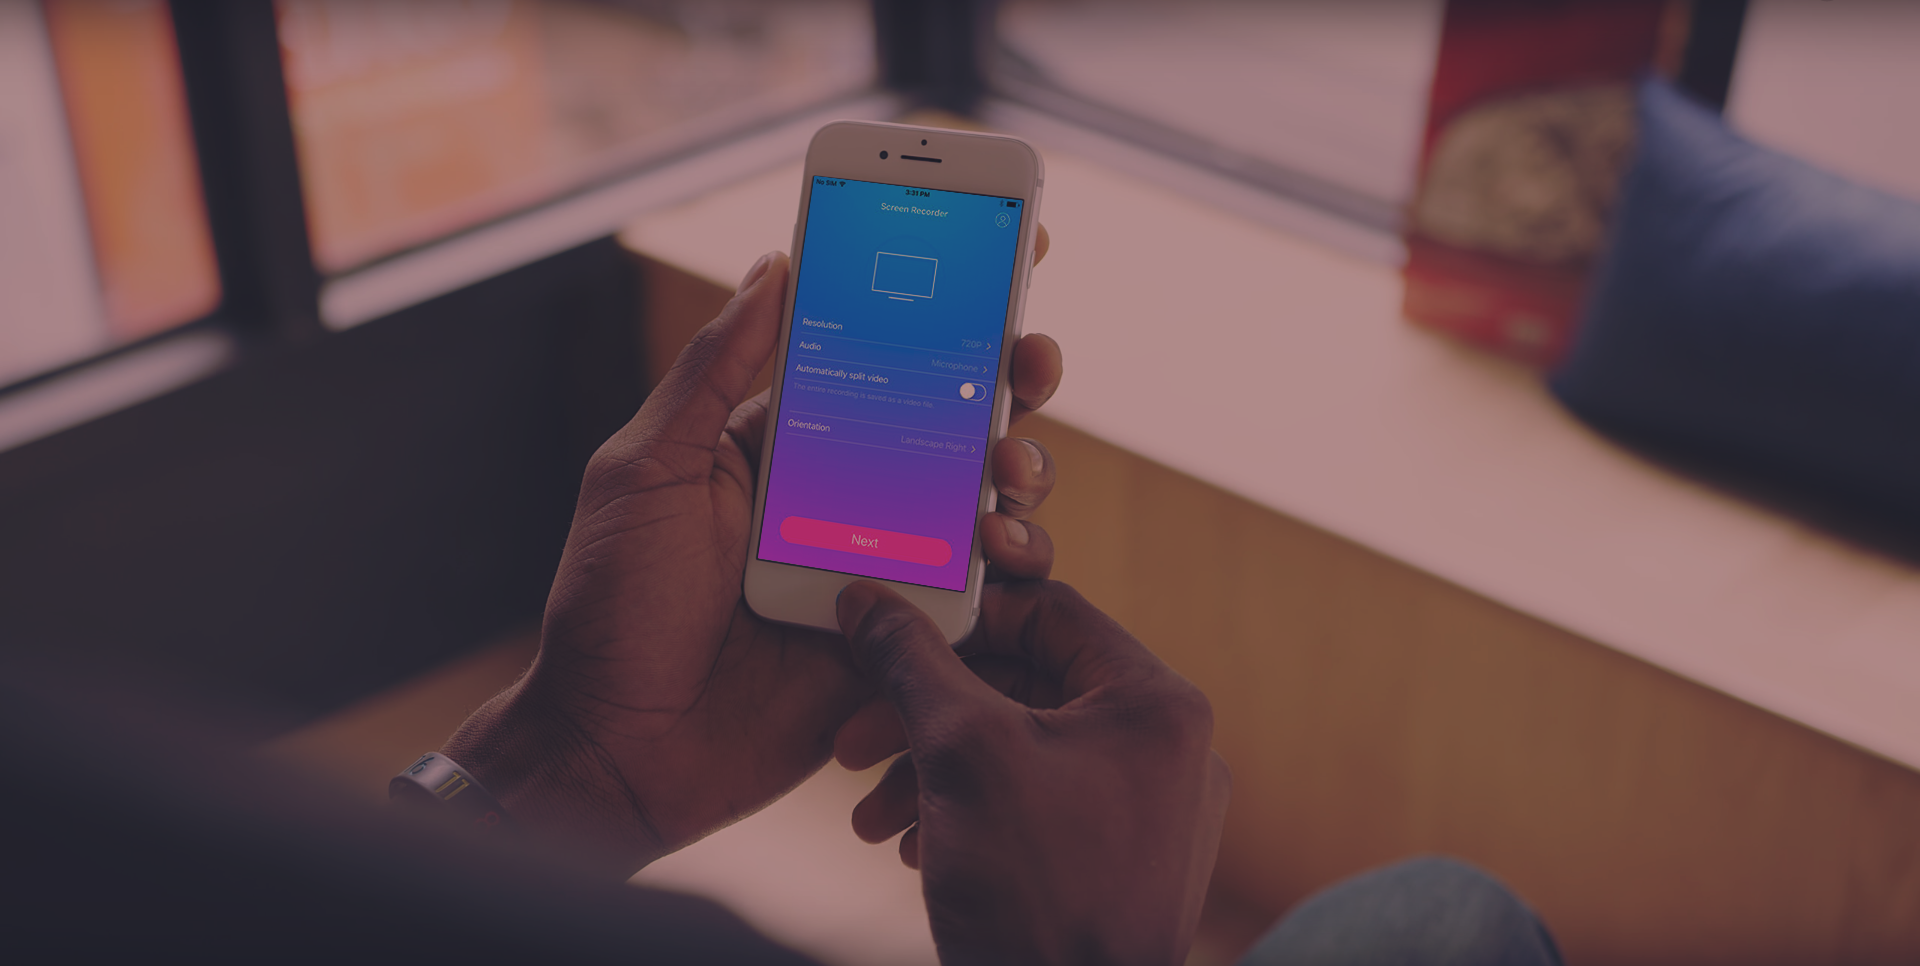 No SIM
3:31 PM
Screen Recorder
Resolution
720P
Audio
Microphone
Automatically split video
The entire recording is saved as a video file
Orientation
Landscape Right
Next